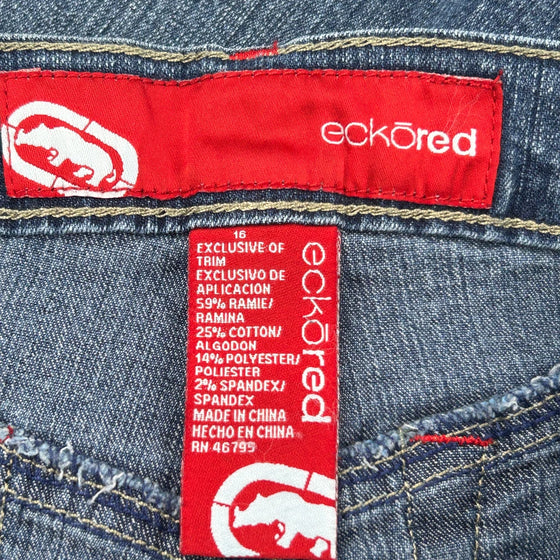 eckōred
16
EXCLUSIVE OF
TRIM
EXCLUSIVO DE
APLICACIÓN
59% RAMIE/
RAMINA
25% COTTON/
ALGODON
14% POLYESTER/
POLIESTER
2% SPANDEX/
SPANDEX
MADE IN CHINA
HECHO EN CHINA
RN 46795
eckōred